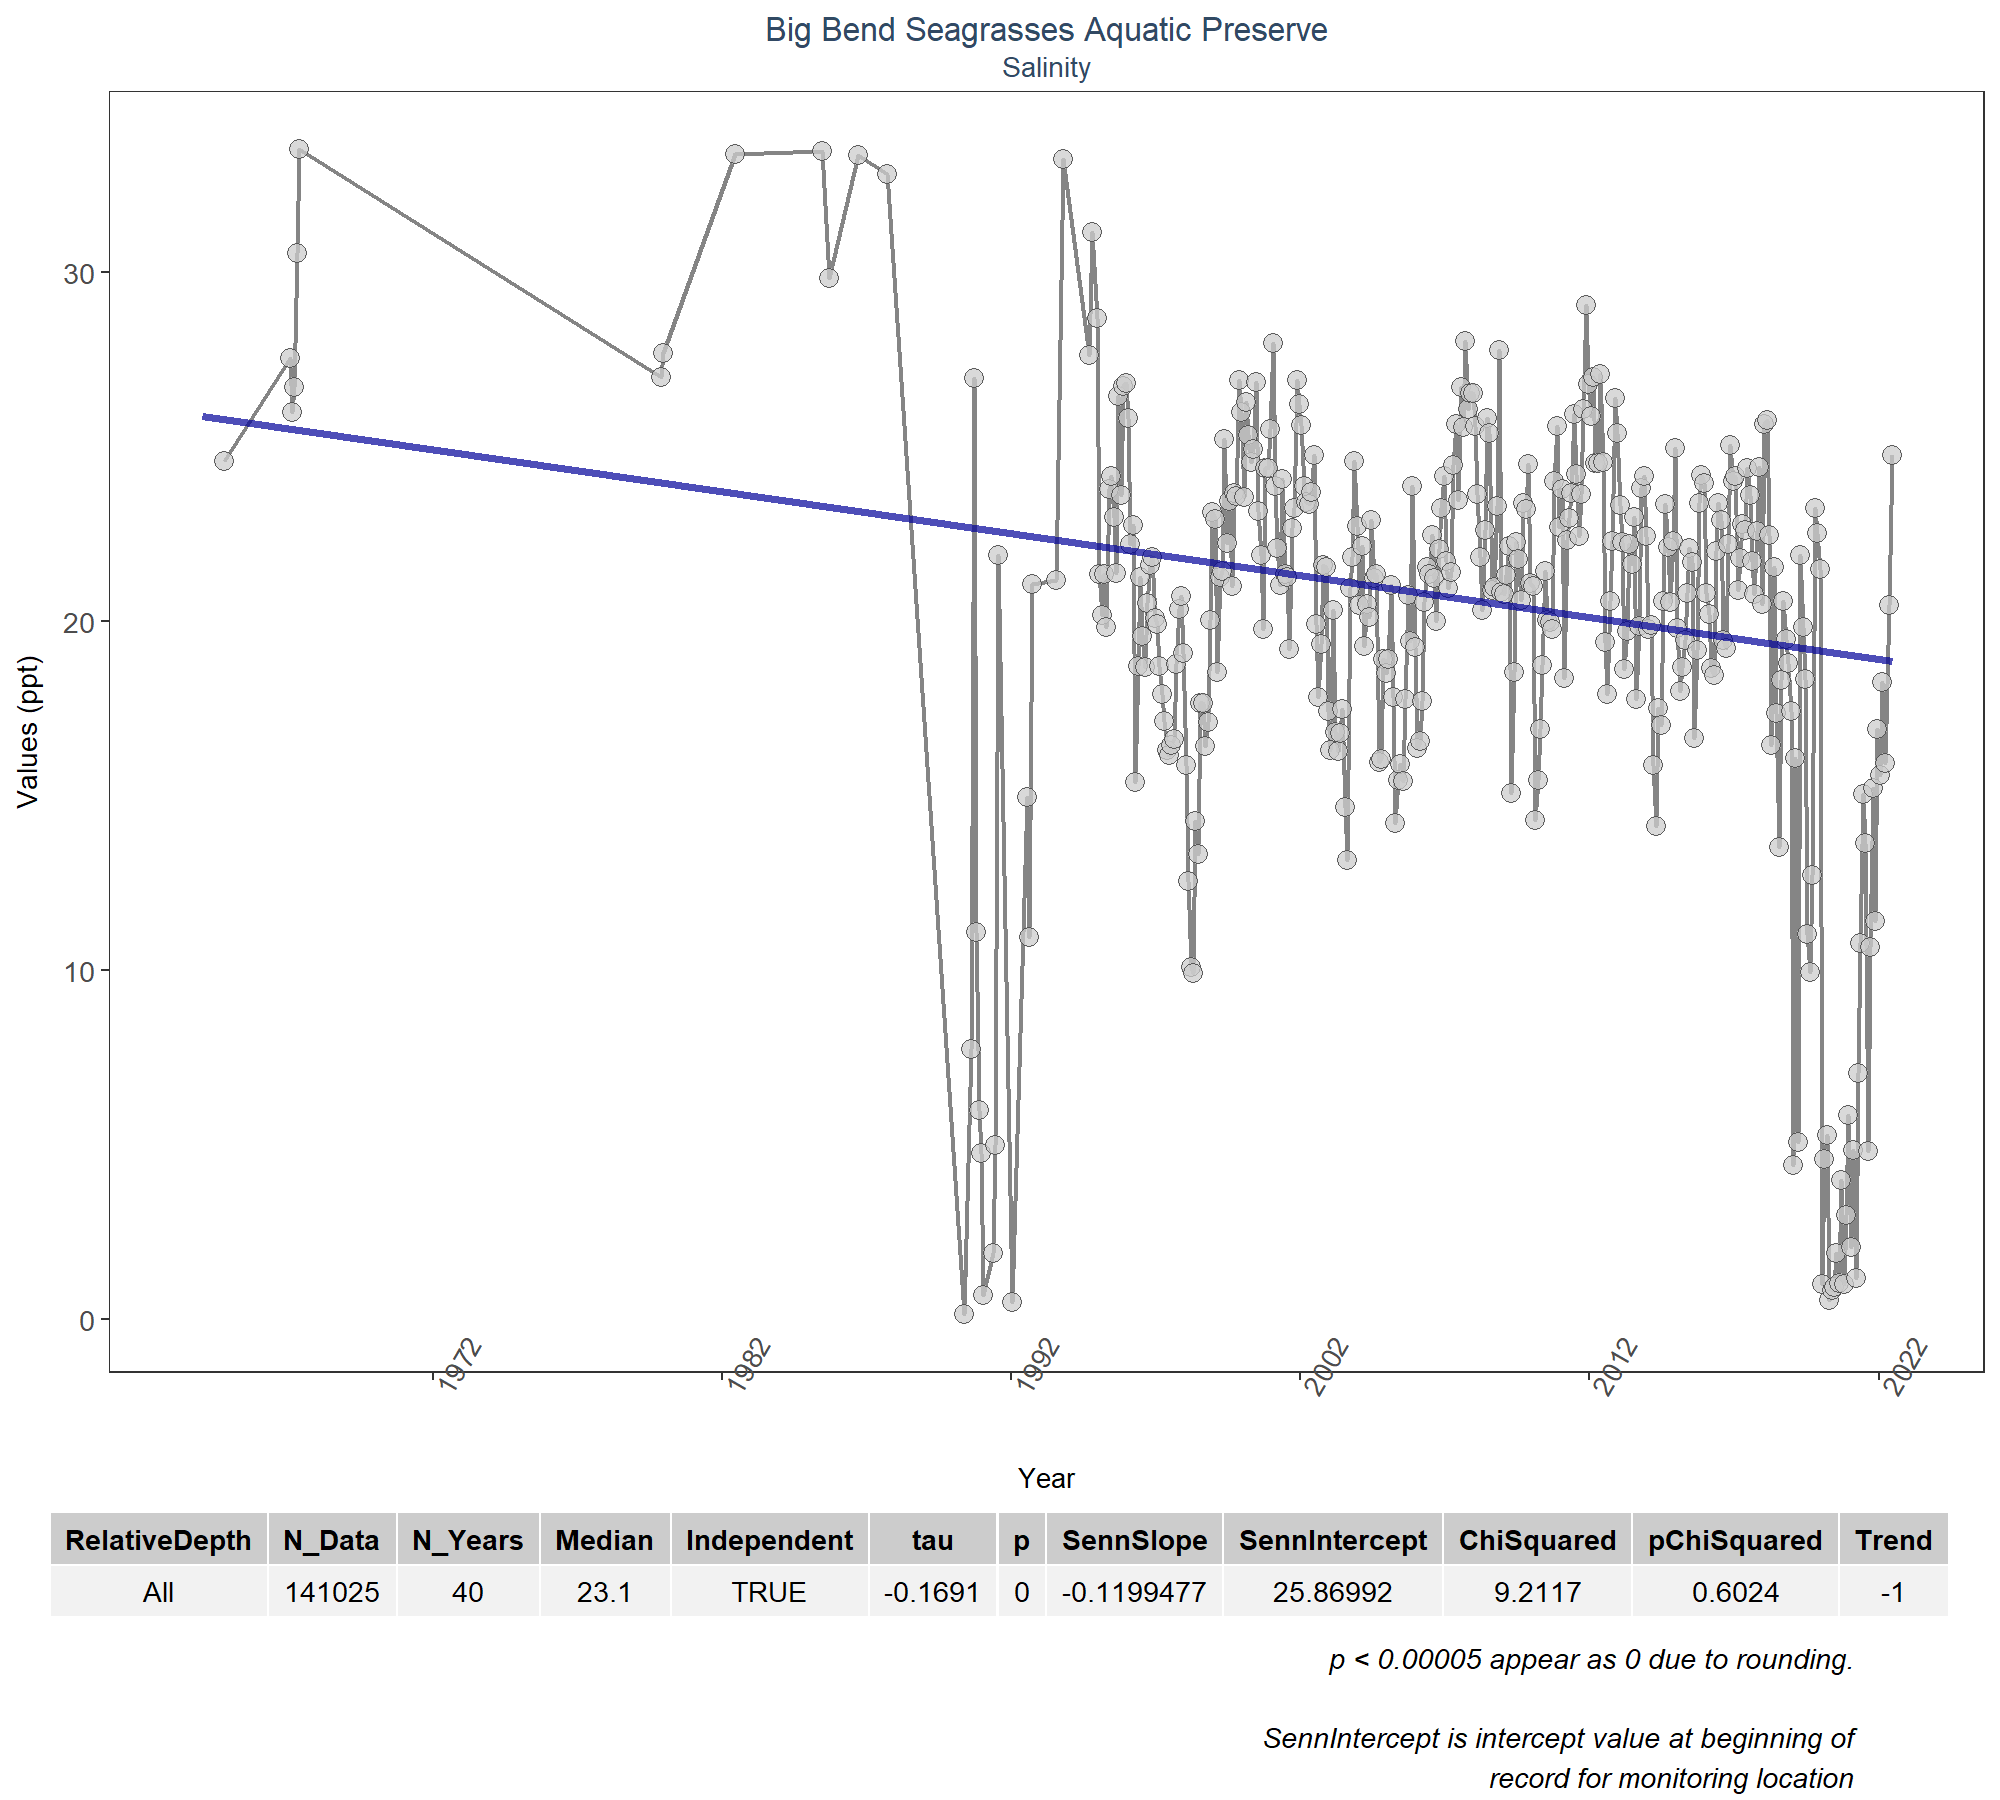 Big Bend Seagrasses Aquatic Preserve
Salinity
30
20
10
0
Values (ppt)
1972 1982 1992 2002 2012 2022
Year
RelativeDepth N_Data N_Years Median Independent tau p SennSlope SennIntercept ChiSquared pChiSquared Trend
All 141025 40 23.1 TRUE -0.1691 0 -0.1199477 25.86992 9.2117 0.6024 -1
p < 0.00005 appear as 0 due to rounding.
SennIntercept is intercept value at beginning of
record for monitoring location